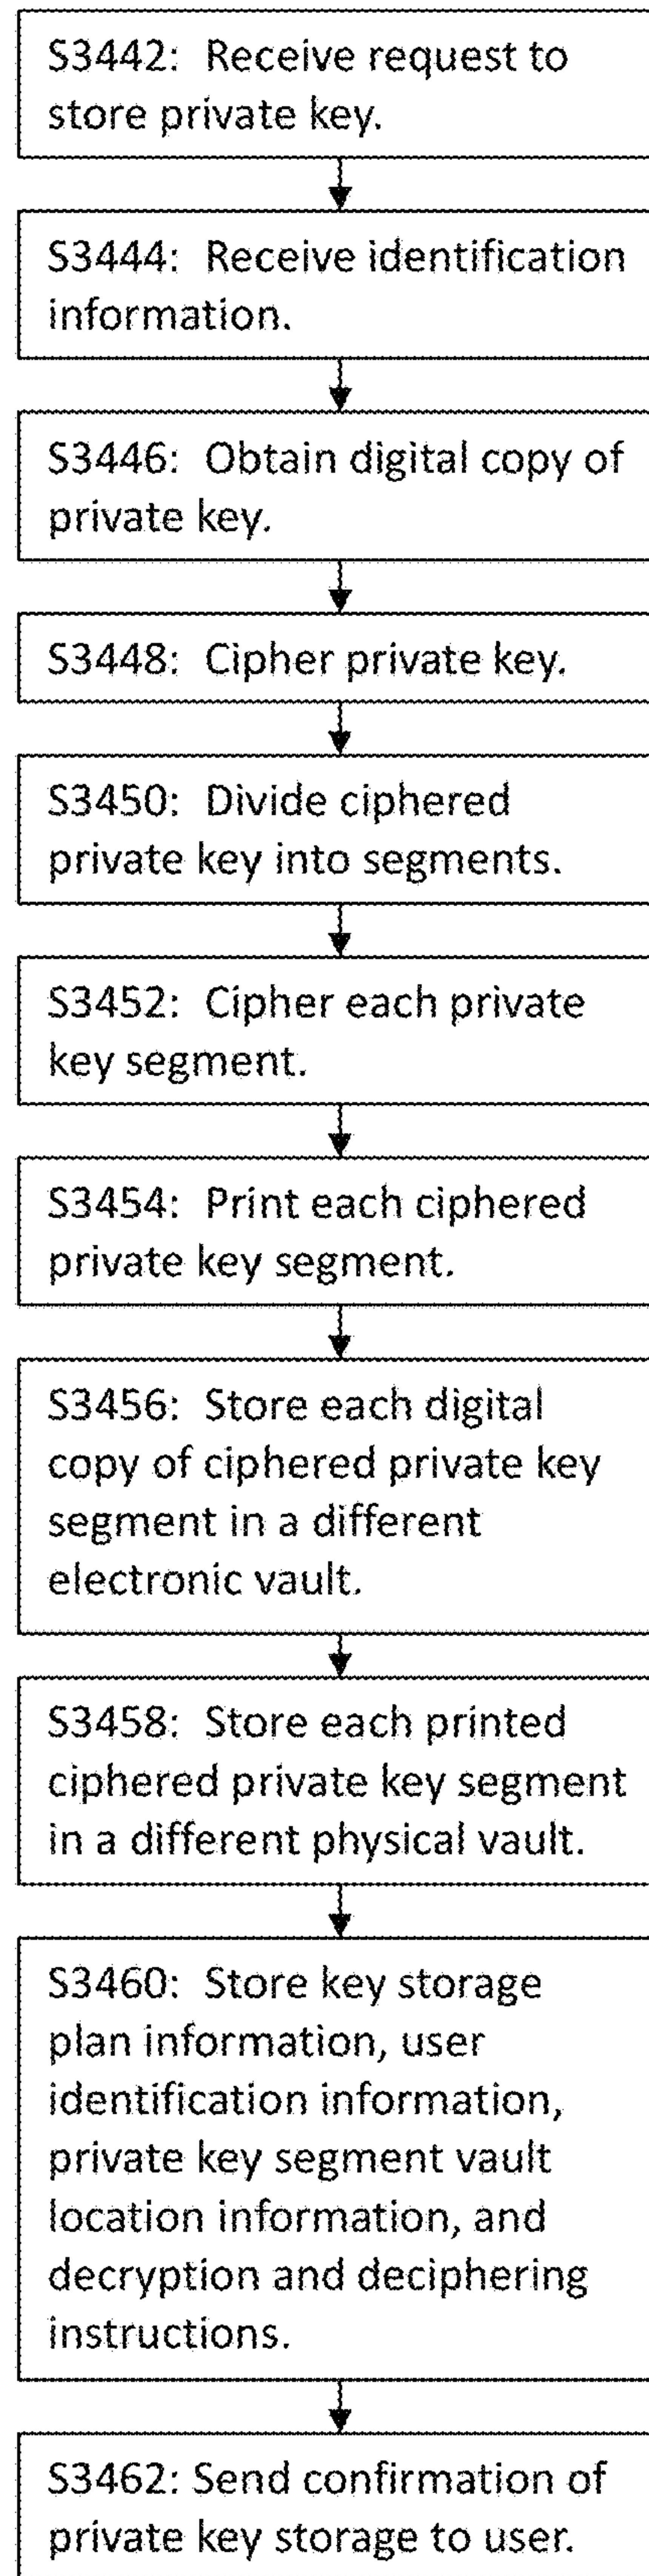 S3442: Receive request to
store private key.
S3444: Receive identification
information.
S3446: Obtain digital copy of
private key.
S3448: Cipher private key.
S3450: Divide ciphered
private key into segments.
S3452: Cipher each private
key segment.
S3454: Print each ciphered
private key segment.
S3456: Store each digital
copy of ciphered private key
segment in a different
electronic vault.
S3458: Store each printed
ciphered private key segment
in a different physical vault.
S3460: Store key storage
plan information, user
identification information,
private key segment vault
location information, and
decryption and deciphering
instructions.
S3462: Send confirmation of
private key storage to user.